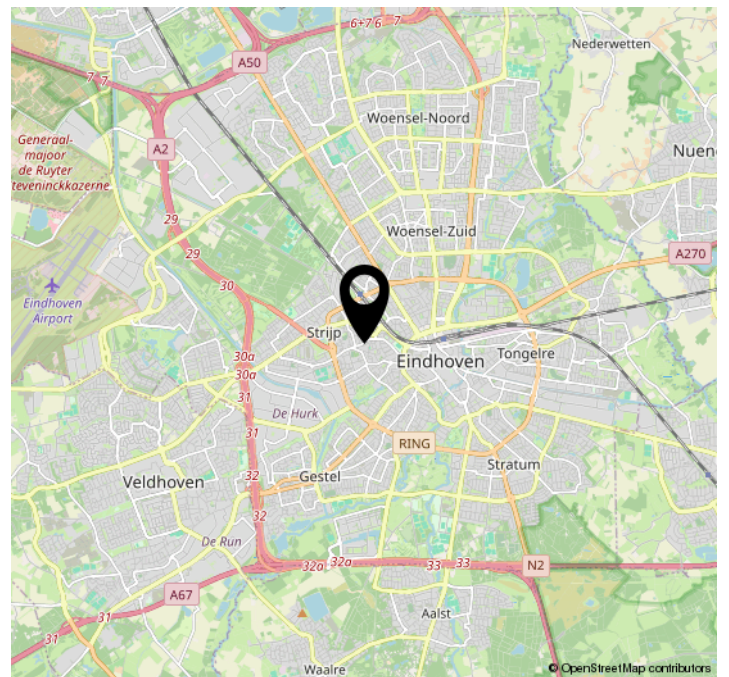 6+7 6 7
Nederwetten
A50
7 7
Woensel-Noord
Generaal-
majoor
de Ruyter
teveninckkazerne
A2
Nuen
29
Woensel-Zuid
29
A270
30
Eindhoven
Airport
Strijp
Eindhoven
Tongelre
30a
30a
31
De Hurk
31
RING
Stratum
32
Gestel
Veldhoven
32
De Run
32a 32a 33 33 N2
A67
31
Aalst
31
Waalre
© OpenStreetMap contributors